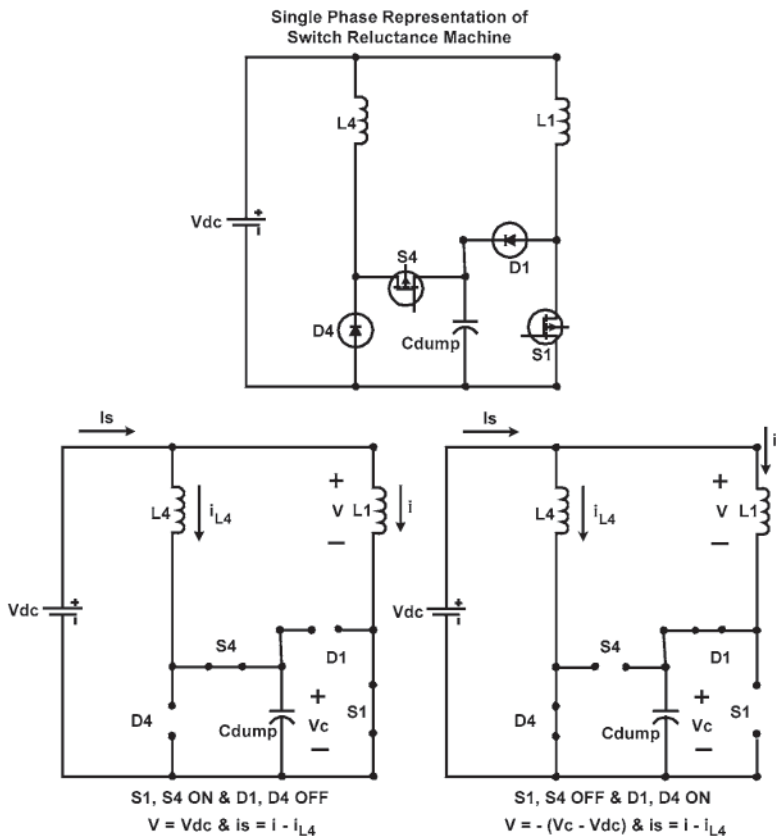 Single Phase Representation of
Switch Reluctance Machine
L4
L1
Vdc
+
-
S4
D1
D4
Cdump
S1
Is
L4
iL4
+
V
-
L1
i
Vdc
+
-
S4
D1
D4
Cdump
+
Vc
-
S1
S1, S4 ON & D1, D4 OFF
V = Vdc & is = i - iL4
Is
i
L4
iL4
+
V
-
L1
Vdc
+
-
S4
D1
D4
Cdump
+
Vc
-
S1
S1, S4 OFF & D1, D4 ON
V = - (Vc - Vdc) & is = i - iL4